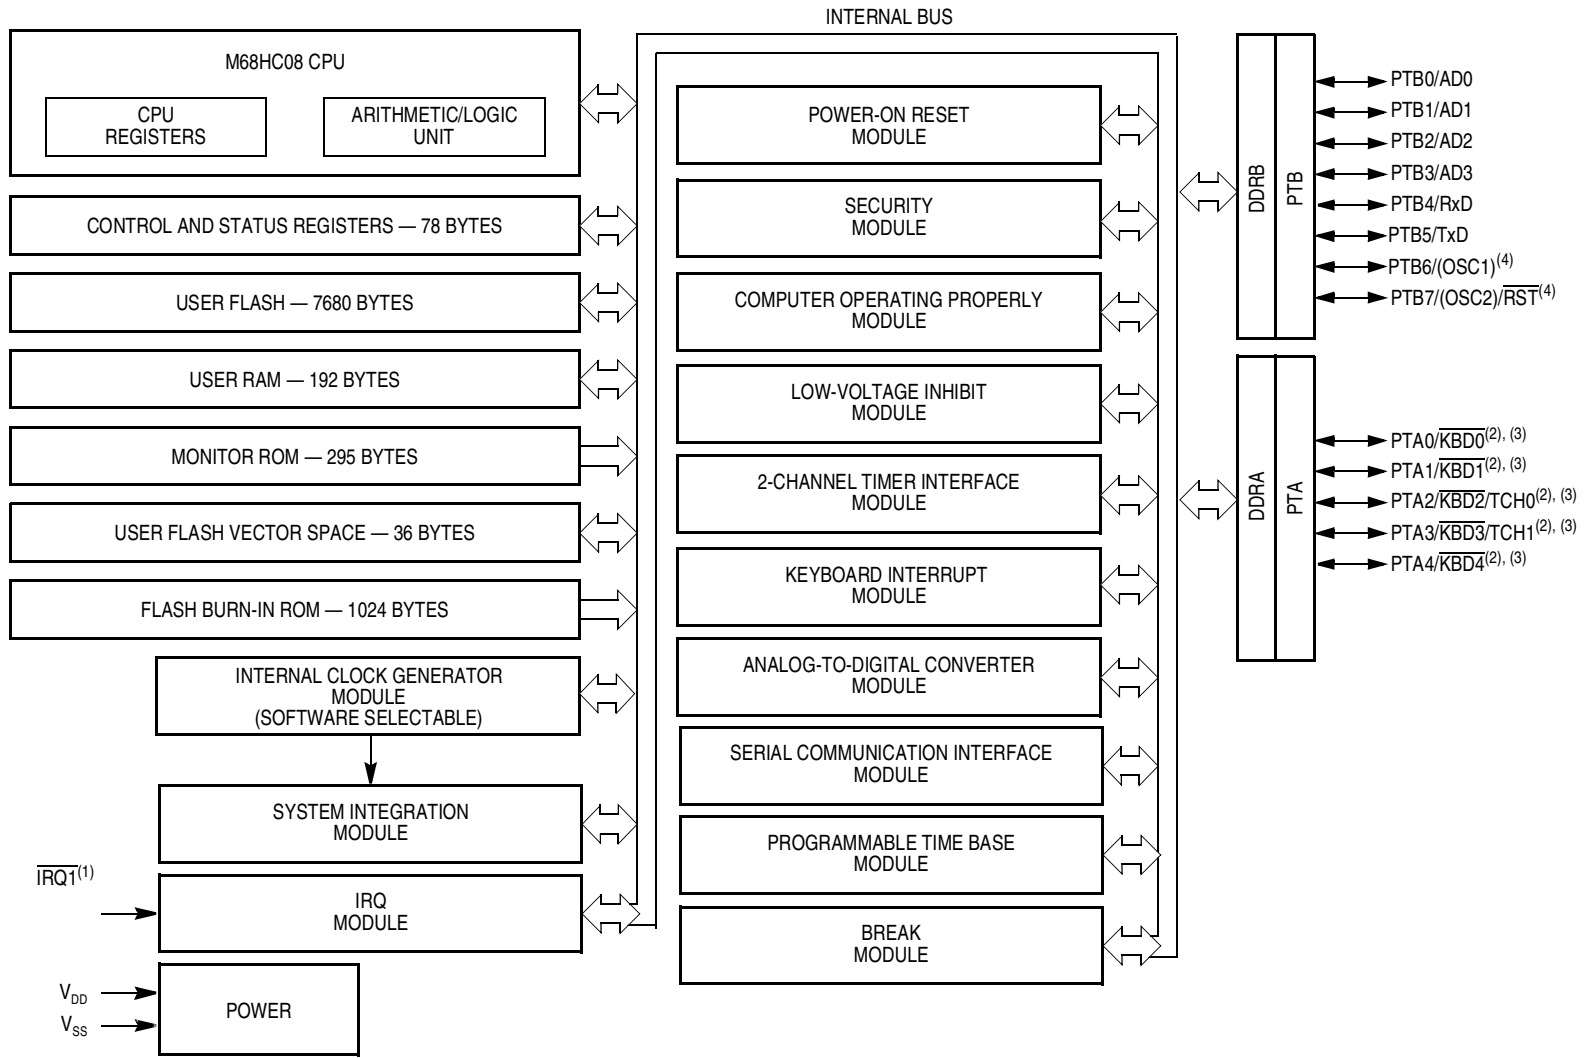 INTERNAL BUS
M68HC08 CPU
CPU
REGISTERS
ARITHMETIC/LOGIC
UNIT
CONTROL AND STATUS REGISTERS — 78 BYTES
USER FLASH — 7680 BYTES
USER RAM — 192 BYTES
MONITOR ROM — 295 BYTES
USER FLASH VECTOR SPACE — 36 BYTES
FLASH BURN-IN ROM — 1024 BYTES
INTERNAL CLOCK GENERATOR
MODULE
(SOFTWARE SELECTABLE)
SYSTEM INTEGRATION
MODULE
IRQ1(1)
IRQ
MODULE
VDD
VSS
POWER
POWER-ON RESET
MODULE
SECURITY
MODULE
COMPUTER OPERATING PROPERLY
MODULE
LOW-VOLTAGE INHIBIT
MODULE
2-CHANNEL TIMER INTERFACE
MODULE
KEYBOARD INTERRUPT
MODULE
ANALOG-TO-DIGITAL CONVERTER
MODULE
SERIAL COMMUNICATION INTERFACE
MODULE
PROGRAMMABLE TIME BASE
MODULE
BREAK
MODULE
DDRB
PTB
PTB0/AD0
PTB1/AD1
PTB2/AD2
PTB3/AD3
PTB4/RxD
PTB5/TxD
PTB6/(OSC1)(4)
PTB7/(OSC2)/RST(4)
DDRA
PTA
PTA0/KBD0(2), (3)
PTA1/KBD1(2), (3)
PTA2/KBD2/TCH0(2), (3)
PTA3/KBD3/TCH1(2), (3)
PTA4/KBD4(2), (3)